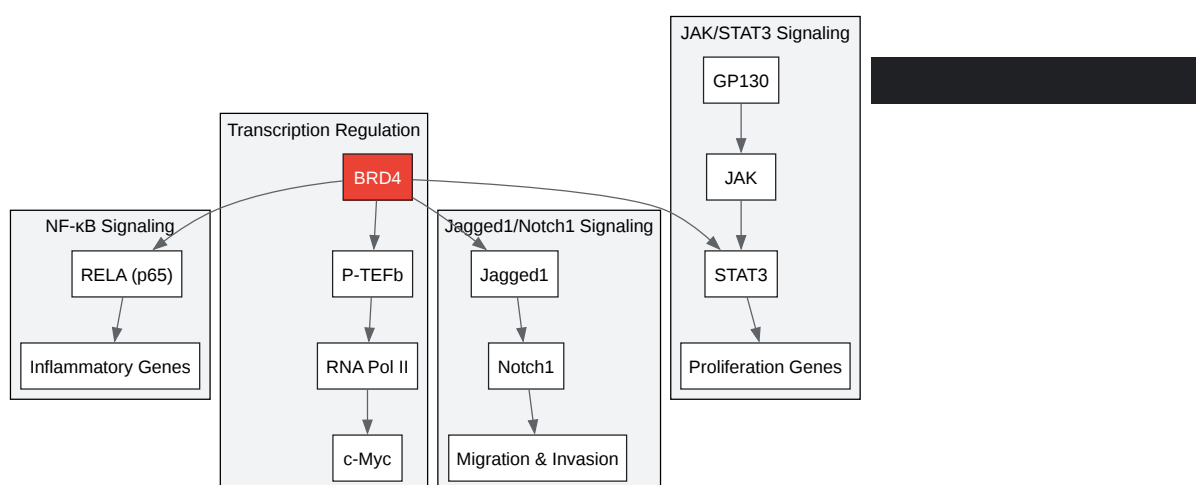 JAK/STAT3 Signaling
GP130
JAK
STAT3
Proliferation Genes
Transcription Regulation
BRD4
P-TEFb
RNA Pol II
c-Myc
NF-κB Signaling
RELA (p65)
Inflammatory Genes
Jagged1/Notch1 Signaling
Jagged1
Notch1
Migration & Invasion